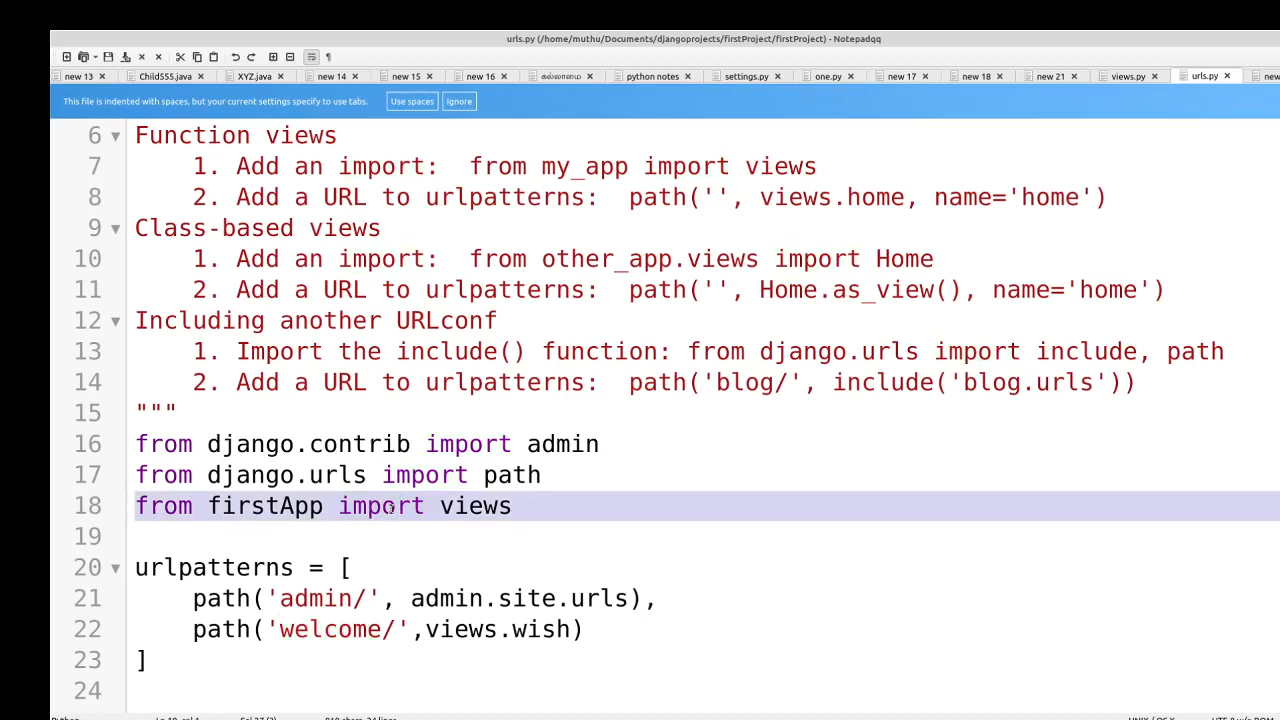 urls.py (/home/muthu/Documents/djangoprojects/firstProject/firstProject) - Notepadqq
new 13 Child555.java XYZ.java new 14 new 15 new 16 கல்லாமை python notes settings.py one.py new 17 new 18 new 21 views.py urls.py new
This file is indented with spaces, but your current settings specify to use tabs. Use spaces Ignore
6 Function views
7 1. Add an import:  from my_app import views
8 2. Add a URL to urlpatterns:  path('', views.home, name='home')
9 Class-based views
10 1. Add an import:  from other_app.views import Home
11 2. Add a URL to urlpatterns:  path('', Home.as_view(), name='home')
12 Including another URLconf
13 1. Import the include() function: from django.urls import include, path
14 2. Add a URL to urlpatterns:  path('blog/', include('blog.urls'))
15 """
16 from django.contrib import admin
17 from django.urls import path
18 from firstApp import views
19
20 urlpatterns = [
21 path('admin/', admin.site.urls),
22 path('welcome/',views.wish)
23 ]
24